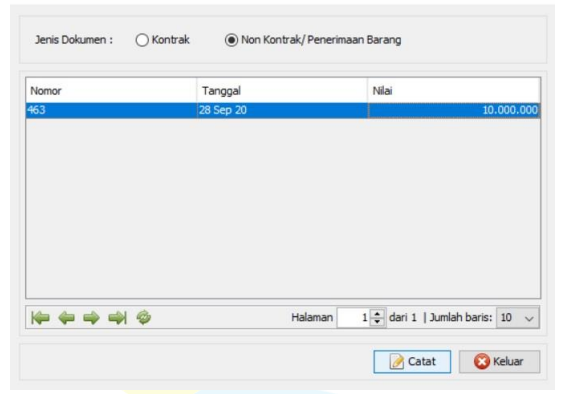 Jenis Dokumen : Kontrak Non Kontrak/ Penerimaan Barang
Nomor Tanggal Nilai
463 28 Sep 20 10.000.000
Halaman 1 dari 1 | Jumlah baris: 10
Catat Keluar